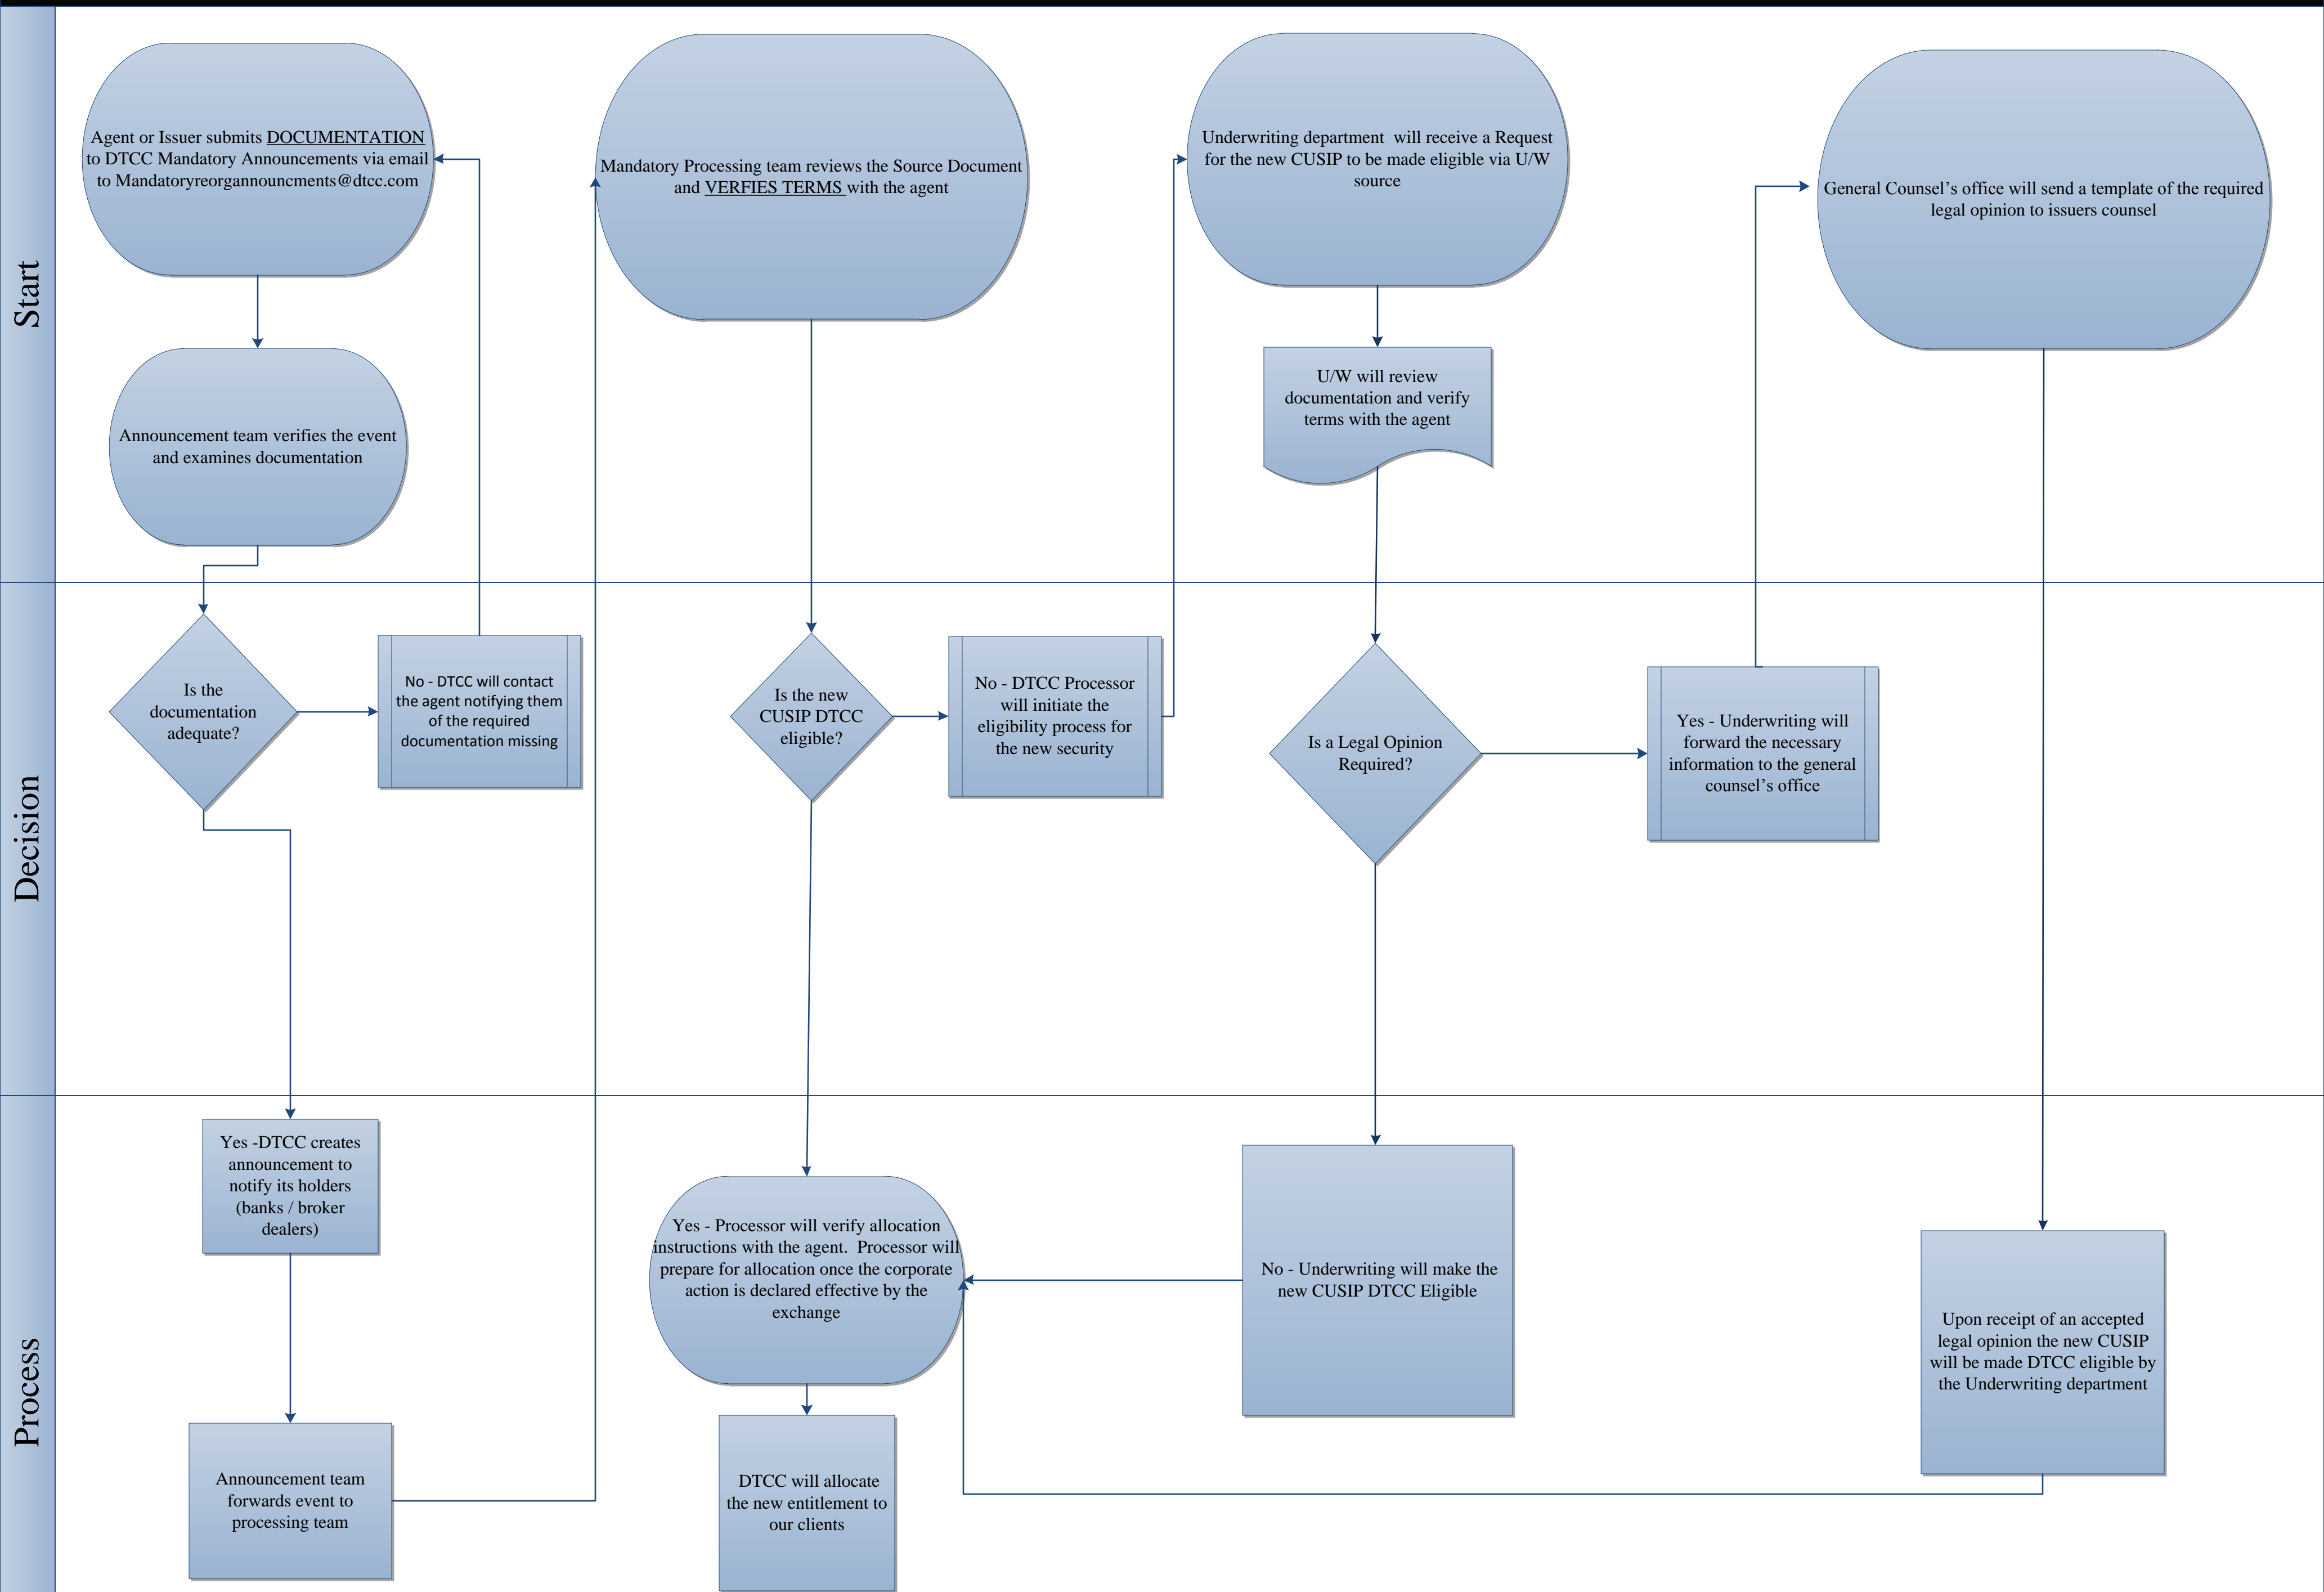 Start
Agent or Issuer submits DOCUMENTATION
to DTCC Mandatory Announcements via email
to Mandatoryreorgannouncments@dtcc.com
Mandatory Processing team reviews the Source Document
and VERFIES TERMS with the agent
Underwriting department will receive a Request
for the new CUSIP to be made eligible via U/W
source
General Counsel's office will send a template of the required
legal opinion to issuers counsel
Announcement team verifies the event
and examines documentation
U/W will review
documentation and verify
terms with the agent
Decision
Is the
documentation
adequate?
No - DTCC will contact
the agent notifying them
of the required
documentation missing
Is the new
CUSIP DTCC
eligible?
No - DTCC Processor
will initiate the
eligibility process for
the new security
Is a Legal Opinion
Required?
Yes - Underwriting will
forward the necessary
information to the general
counsel's office
Process
Yes -DTCC creates
announcement to
notify its holders
(banks / broker
dealers)
Yes - Processor will verify allocation
instructions with the agent. Processor will
prepare for allocation once the corporate
action is declared effective by the
exchange
No - Underwriting will make the
new CUSIP DTCC Eligible
Upon receipt of an accepted
legal opinion the new CUSIP
will be made DTCC eligible by
the Underwriting department
Announcement team
forwards event to
processing team
DTCC will allocate
the new entitlement to
our clients